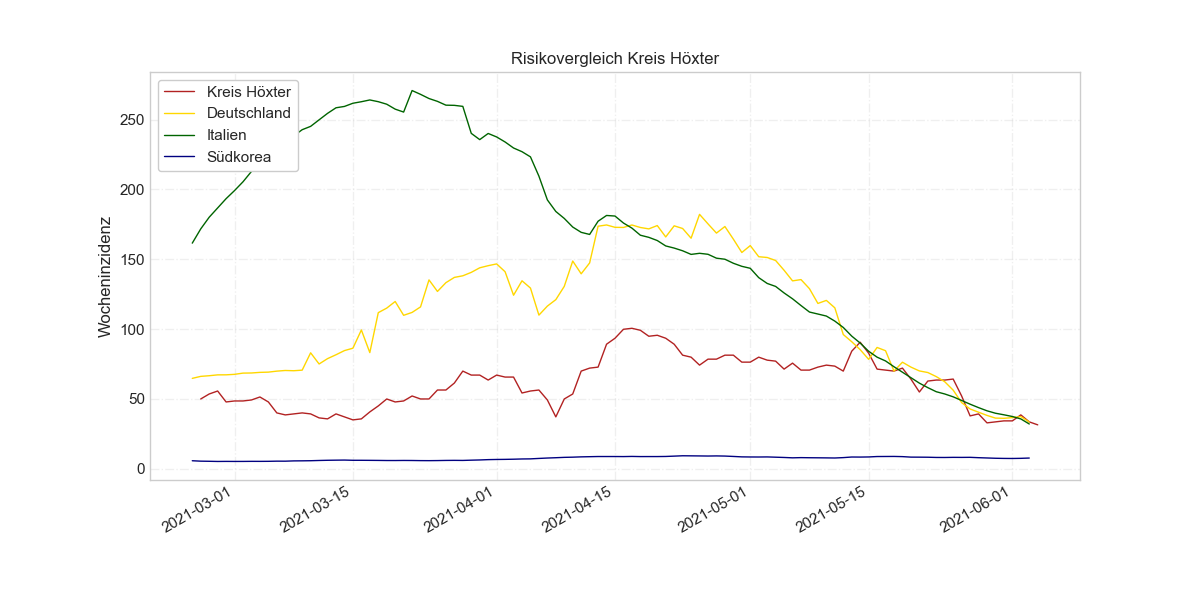 Risikovergleich Kreis Höxter
Kreis Höxter
Deutschland
Italien
Südkorea
Wocheninzidenz
250
200
150
100
50
0
2021-03-01
2021-03-15
2021-04-01
2021-04-15
2021-05-01
2021-05-15
2021-06-01